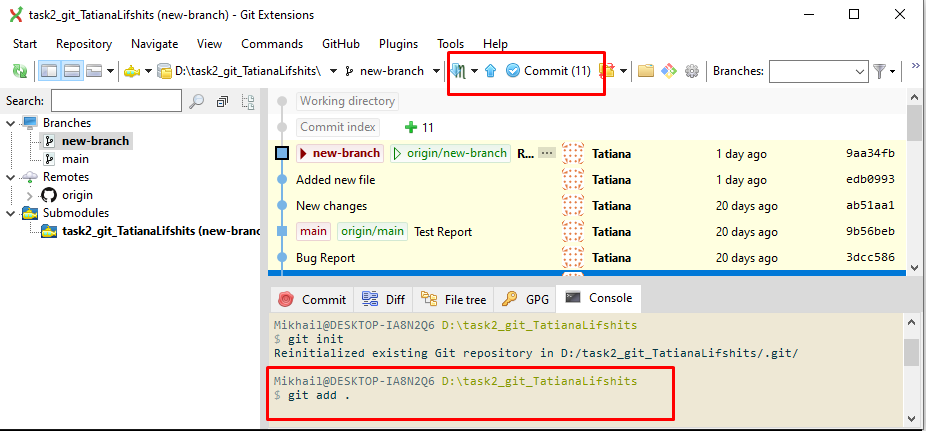 task2_git_TatianaLifshits (new-branch) - Git Extensions
Start Repository Navigate View Commands GitHub Plugins Tools Help
D:\task2_git_TatianaLifshits\ new-branch Commit (11) Branches: »
Search:
Branches
new-branch
main
Remotes
origin
Submodules
task2_git_TatianaLifshits (new-branc
Working directory
Commit index 11
new-branch origin/new-branch R... Tatiana 1 day ago 9aa34fb
Added new file Tatiana 1 day ago edb0993
New changes Tatiana 20 days ago ab51aa1
main origin/main Test Report Tatiana 20 days ago 9b56beb
Bug Report Tatiana 20 days ago 3dcc586
Commit Diff File tree GPG Console
Mikhail@DESKTOP-IA8N2Q6 D:\task2_git_TatianaLifshits
$ git init
Reinitialized existing Git repository in D:/task2_git_TatianaLifshits/.git/
Mikhail@DESKTOP-IA8N2Q6 D:\task2_git_TatianaLifshits
$ git add .